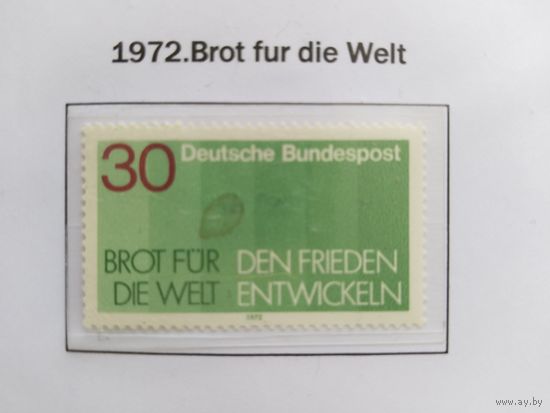 1972.Brot fur die Welt
30 Deutsche Bundespost
BROT FÜR DEN FRIEDEN
DIE WELT ENTWICKELN
1972
www.ay.by